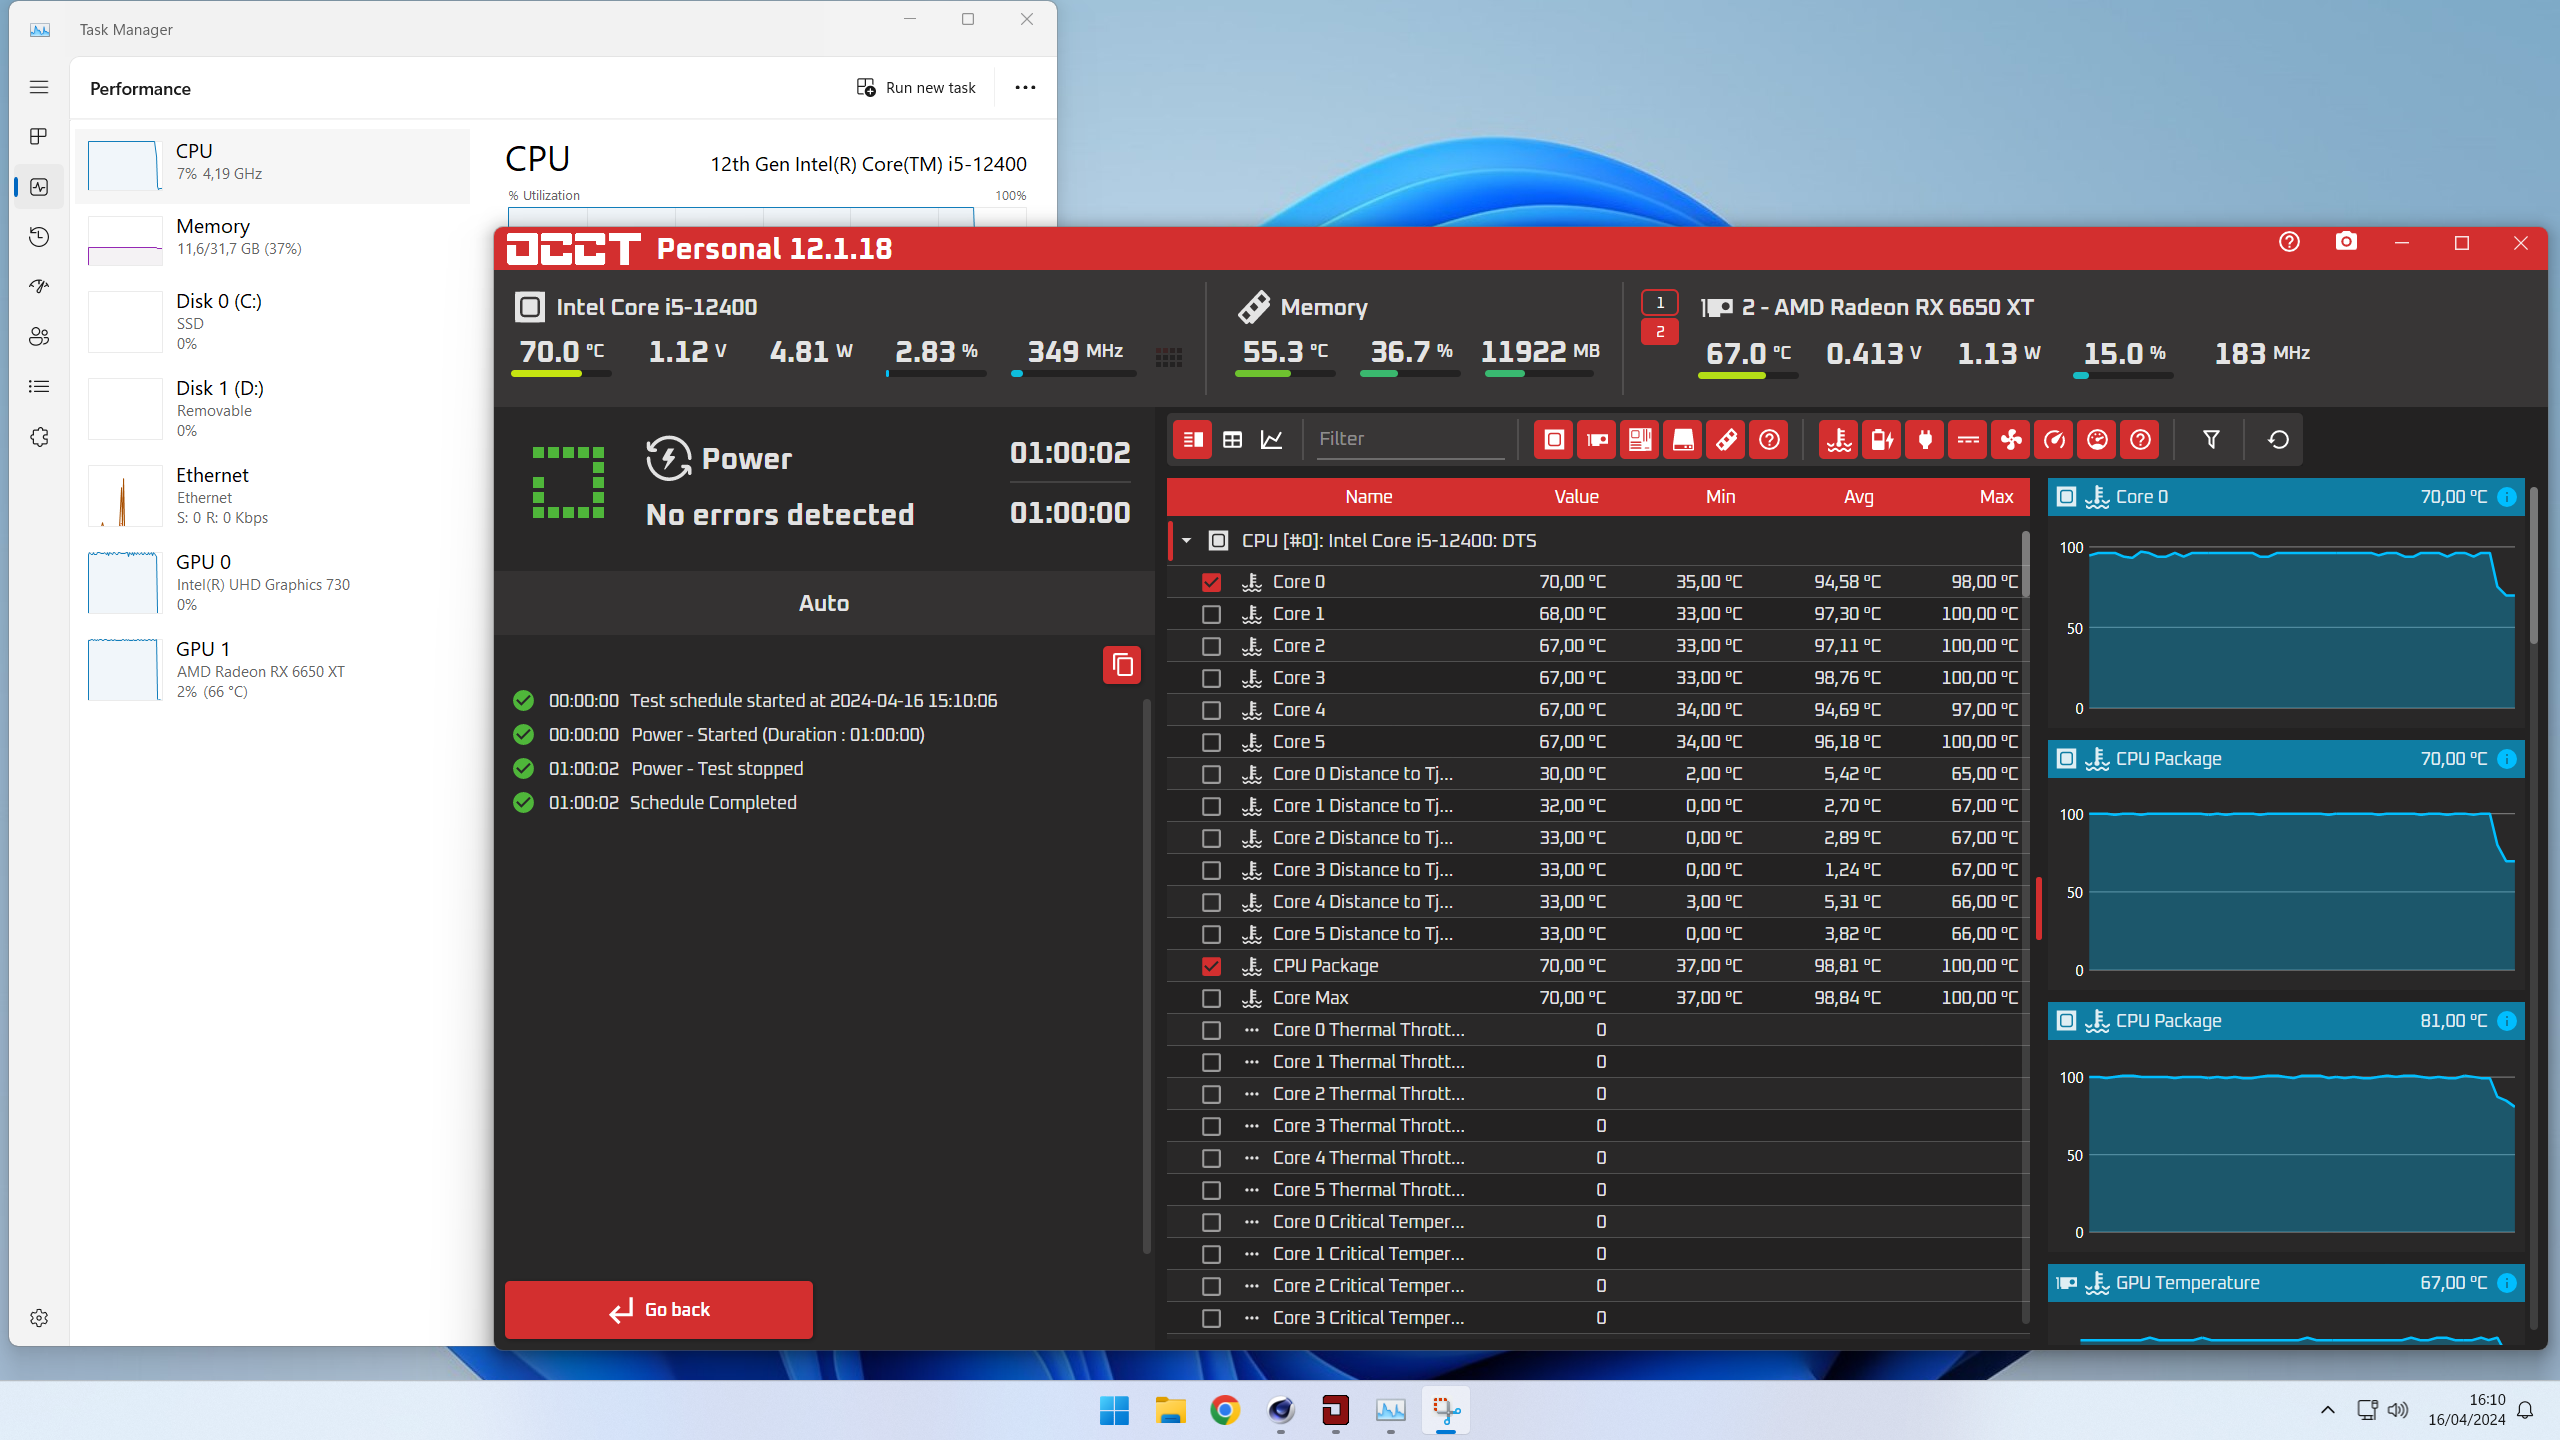 Task Manager
Performance
Run new task
CPU
7% 4,19 GHz
Memory
11,6/31,7 GB (37%)
Disk 0 (C:)
SSD
0%
Disk 1 (D:)
Removable
0%
Ethernet
Ethernet
S: 0 R: 0 Kbps
GPU 0
Intel(R) UHD Graphics 730
0%
GPU 1
AMD Radeon RX 6650 XT
2% (66 °C)
CPU 12th Gen Intel(R) Core(TM) i5-12400
% Utilization 100%
OCCT Personal 12.1.18
Intel Core i5-12400
70.0 °C 1.12 V 4.81 W 2.83 % 349 MHz
Memory
55.3 °C 36.7 % 11922 MB
1
2
2 - AMD Radeon RX 6650 XT
67.0 °C 0.413 V 1.13 W 15.0 % 183 MHz
Power 01:00:02
No errors detected 01:00:00
Auto
00:00:00 Test schedule started at 2024-04-16 15:10:06
00:00:00 Power - Started (Duration : 01:00:00)
01:00:02 Power - Test stopped
01:00:02 Schedule Completed
Go back
Filter
Name Value Min Avg Max
CPU [#0]: Intel Core i5-12400: DTS
Core 0 70,00 °C 35,00 °C 94,58 °C 98,00 °C
Core 1 68,00 °C 33,00 °C 97,30 °C 100,00 °C
Core 2 67,00 °C 33,00 °C 97,11 °C 100,00 °C
Core 3 67,00 °C 33,00 °C 98,76 °C 100,00 °C
Core 4 67,00 °C 34,00 °C 94,69 °C 97,00 °C
Core 5 67,00 °C 34,00 °C 96,18 °C 100,00 °C
Core 0 Distance to Tj... 30,00 °C 2,00 °C 5,42 °C 65,00 °C
Core 1 Distance to Tj... 32,00 °C 0,00 °C 2,70 °C 67,00 °C
Core 2 Distance to Tj... 33,00 °C 0,00 °C 2,89 °C 67,00 °C
Core 3 Distance to Tj... 33,00 °C 0,00 °C 1,24 °C 67,00 °C
Core 4 Distance to Tj... 33,00 °C 3,00 °C 5,31 °C 66,00 °C
Core 5 Distance to Tj... 33,00 °C 0,00 °C 3,82 °C 66,00 °C
CPU Package 70,00 °C 37,00 °C 98,81 °C 100,00 °C
Core Max 70,00 °C 37,00 °C 98,84 °C 100,00 °C
Core 0 Thermal Thrott... 0
Core 1 Thermal Thrott... 0
Core 2 Thermal Thrott... 0
Core 3 Thermal Thrott... 0
Core 4 Thermal Thrott... 0
Core 5 Thermal Thrott... 0
Core 0 Critical Temper... 0
Core 1 Critical Temper... 0
Core 2 Critical Temper... 0
Core 3 Critical Temper... 0
Core 0 70,00 °C
100
50
0
CPU Package 70,00 °C
100
50
0
CPU Package 81,00 °C
100
50
0
GPU Temperature 67,00 °C
16:10
16/04/2024